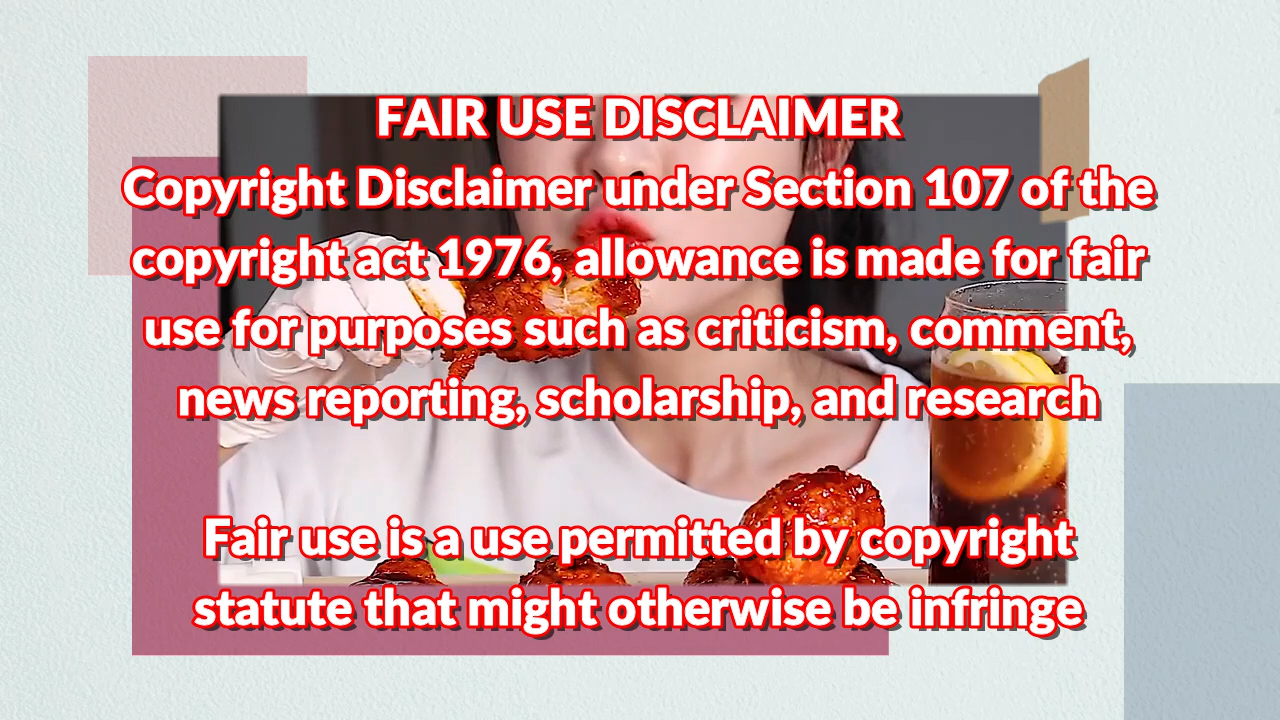 FAIR USE DISCLAIMER
Copyright Disclaimer under Section 107 of the
copyright act 1976, allowance is made for fair
use for purposes such as criticism, comment,
news reporting, scholarship, and research
Fair use is a use permitted by copyright
statute that might otherwise be infringe